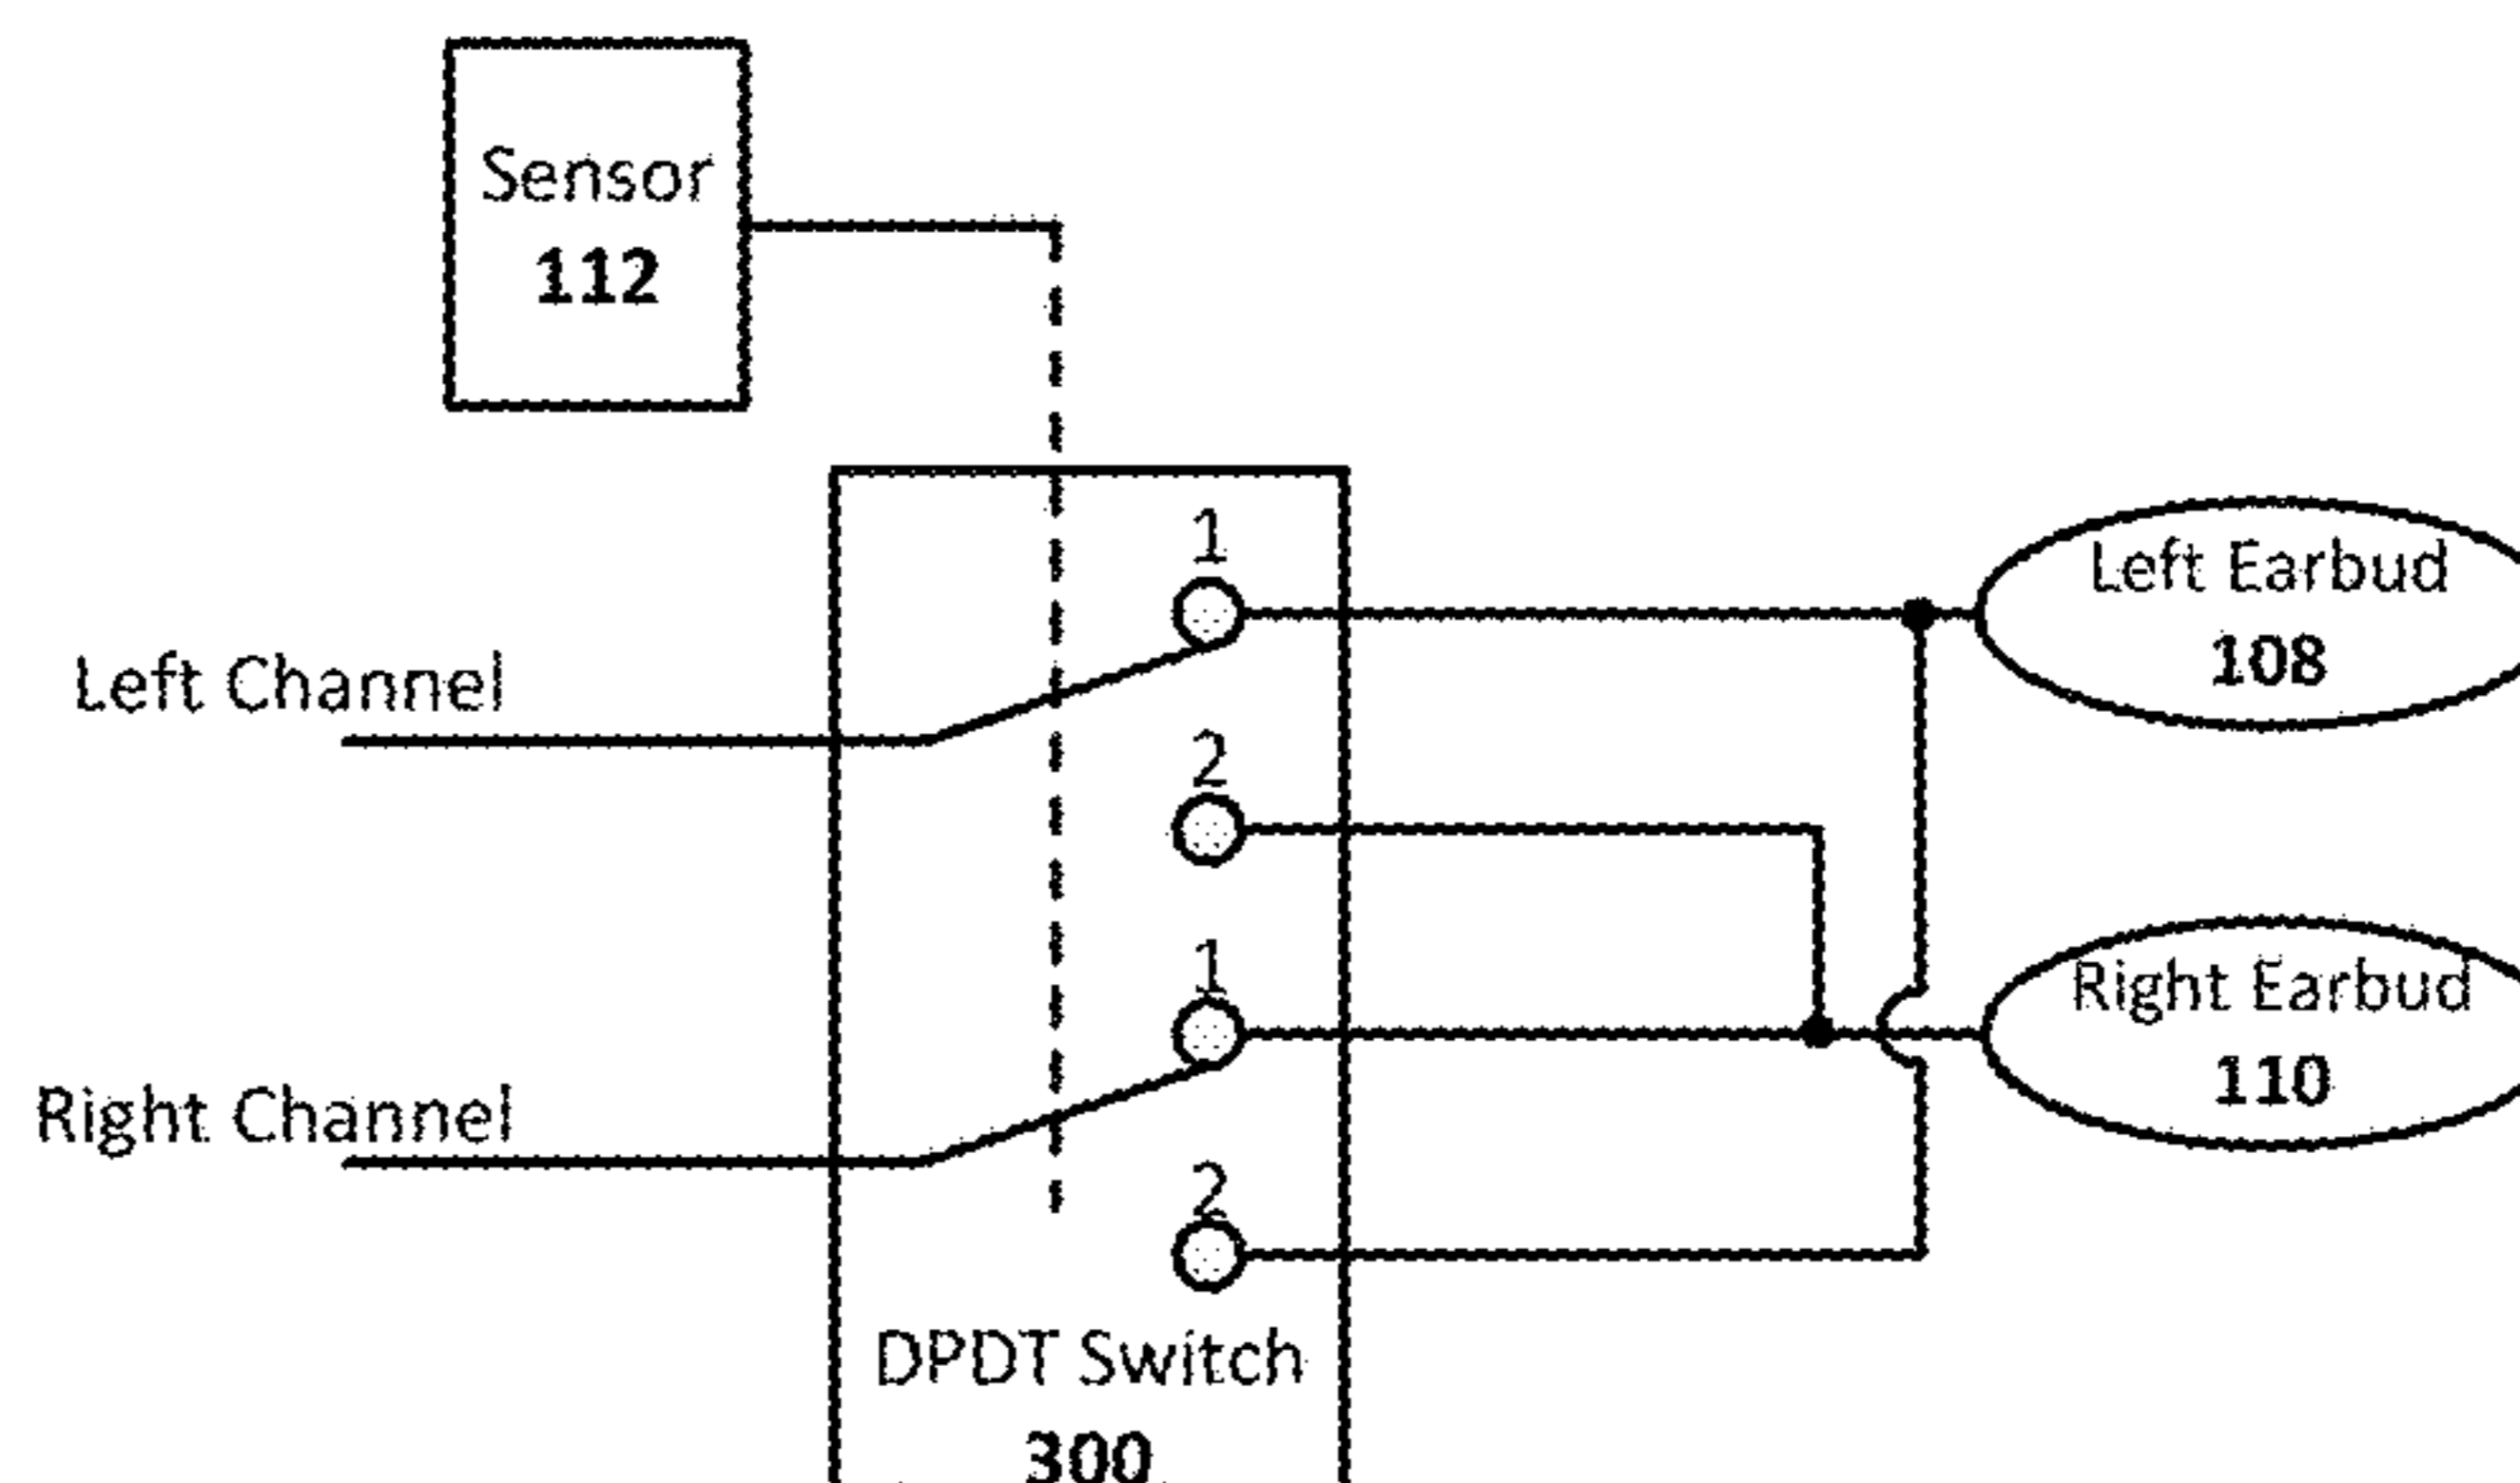 Sensor
112
1
Left Earbud
108
Left Channel
2
1
Right Earbud
110
Right Channel
2
DPDT Switch
300